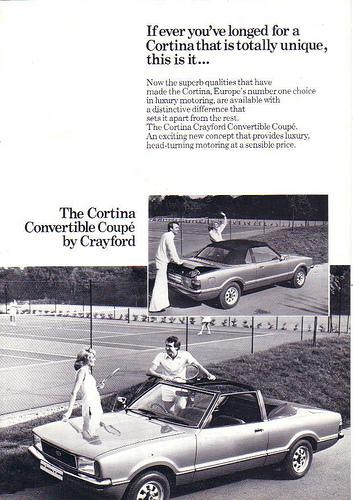 If ever you've longed for a
Cortina that is totally unique,
this is it...
Now the superb qualities that have
made the Cortina, Europe's number one choice
in luxury motoring, are available with
a distinctive difference that
sets it apart from the rest.
The Cortina Crayford Convertible Coupé.
An exciting new concept that provides luxury,
head-turning motoring at a sensible price.
The Cortina
Convertible Coupé
by Crayford